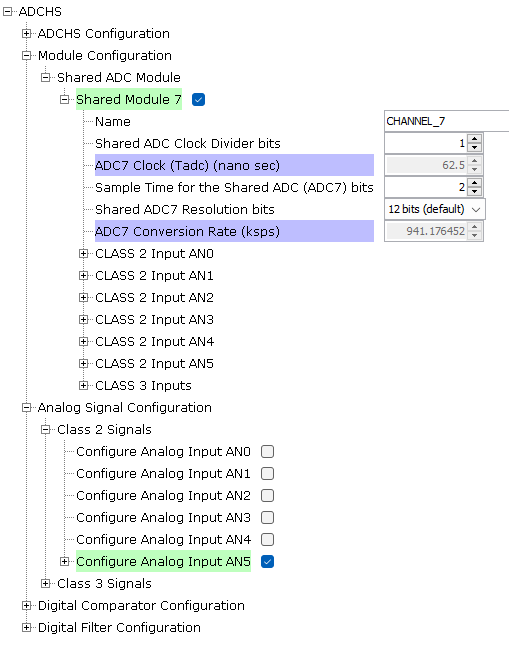 ADCHS
ADCHS Configuration
Module Configuration
Shared ADC Module
Shared Module 7
Name CHANNEL_7
Shared ADC Clock Divider bits 1
ADC7 Clock (Tadc) (nano sec) 62.5
Sample Time for the Shared ADC (ADC7) bits 2
Shared ADC7 Resolution bits 12 bits (default)
ADC7 Conversion Rate (ksps) 941.176452
CLASS 2 Input AN0
CLASS 2 Input AN1
CLASS 2 Input AN2
CLASS 2 Input AN3
CLASS 2 Input AN4
CLASS 2 Input AN5
CLASS 3 Inputs
Analog Signal Configuration
Class 2 Signals
Configure Analog Input AN0
Configure Analog Input AN1
Configure Analog Input AN2
Configure Analog Input AN3
Configure Analog Input AN4
Configure Analog Input AN5
Class 3 Signals
Digital Comparator Configuration
Digital Filter Configuration